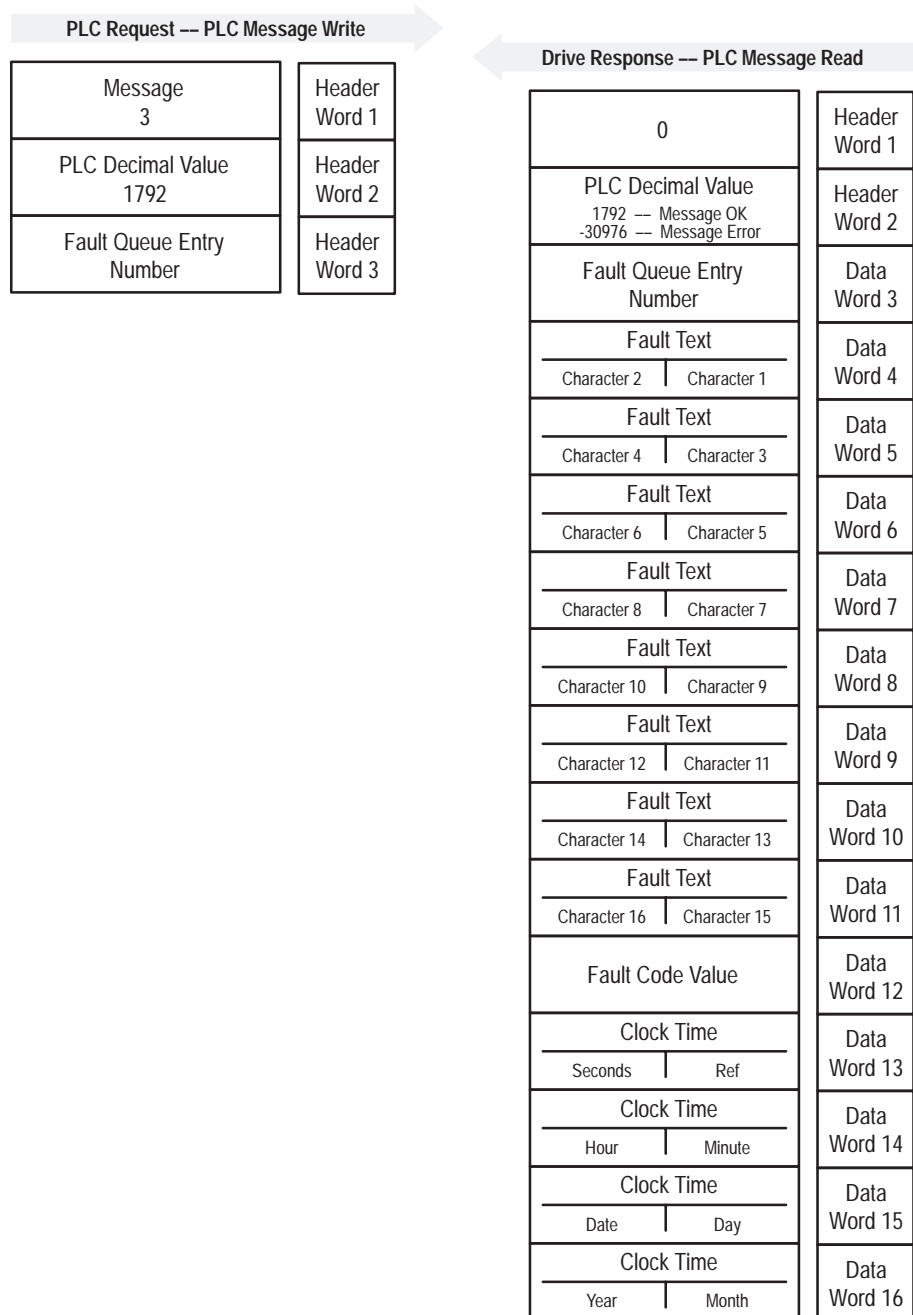 PLC Request –– PLC Message Write
Message
3
Header
Word 1
PLC Decimal Value
1792
Header
Word 2
Fault Queue Entry
Number
Header
Word 3
Drive Response –– PLC Message Read
0
Header
Word 1
PLC Decimal Value
1792 –– Message OK
-30976 –– Message Error
Header
Word 2
Fault Queue Entry
Number
Data
Word 3
Fault Text
Character 2 Character 1
Data
Word 4
Fault Text
Character 4 Character 3
Data
Word 5
Fault Text
Character 6 Character 5
Data
Word 6
Fault Text
Character 8 Character 7
Data
Word 7
Fault Text
Character 10 Character 9
Data
Word 8
Fault Text
Character 12 Character 11
Data
Word 9
Fault Text
Character 14 Character 13
Data
Word 10
Fault Text
Character 16 Character 15
Data
Word 11
Fault Code Value
Data
Word 12
Clock Time
Seconds Ref
Data
Word 13
Clock Time
Hour Minute
Data
Word 14
Clock Time
Date Day
Data
Word 15
Clock Time
Year Month
Data
Word 16